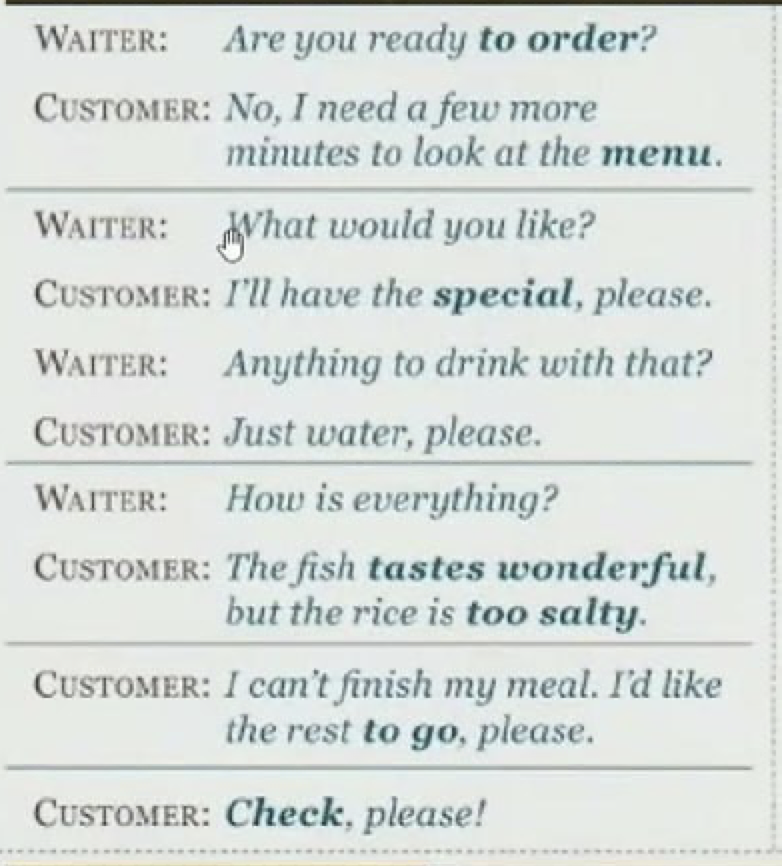 WAITER: Are you ready to order?
CUSTOMER: No, I need a few more
minutes to look at the menu.
WAITER: What would you like?
CUSTOMER: I'll have the special, please.
WAITER: Anything to drink with that?
CUSTOMER: Just water, please.
WAITER: How is everything?
CUSTOMER: The fish tastes wonderful,
but the rice is too salty.
CUSTOMER: I can't finish my meal. I'd like
the rest to go, please.
CUSTOMER: Check, please!